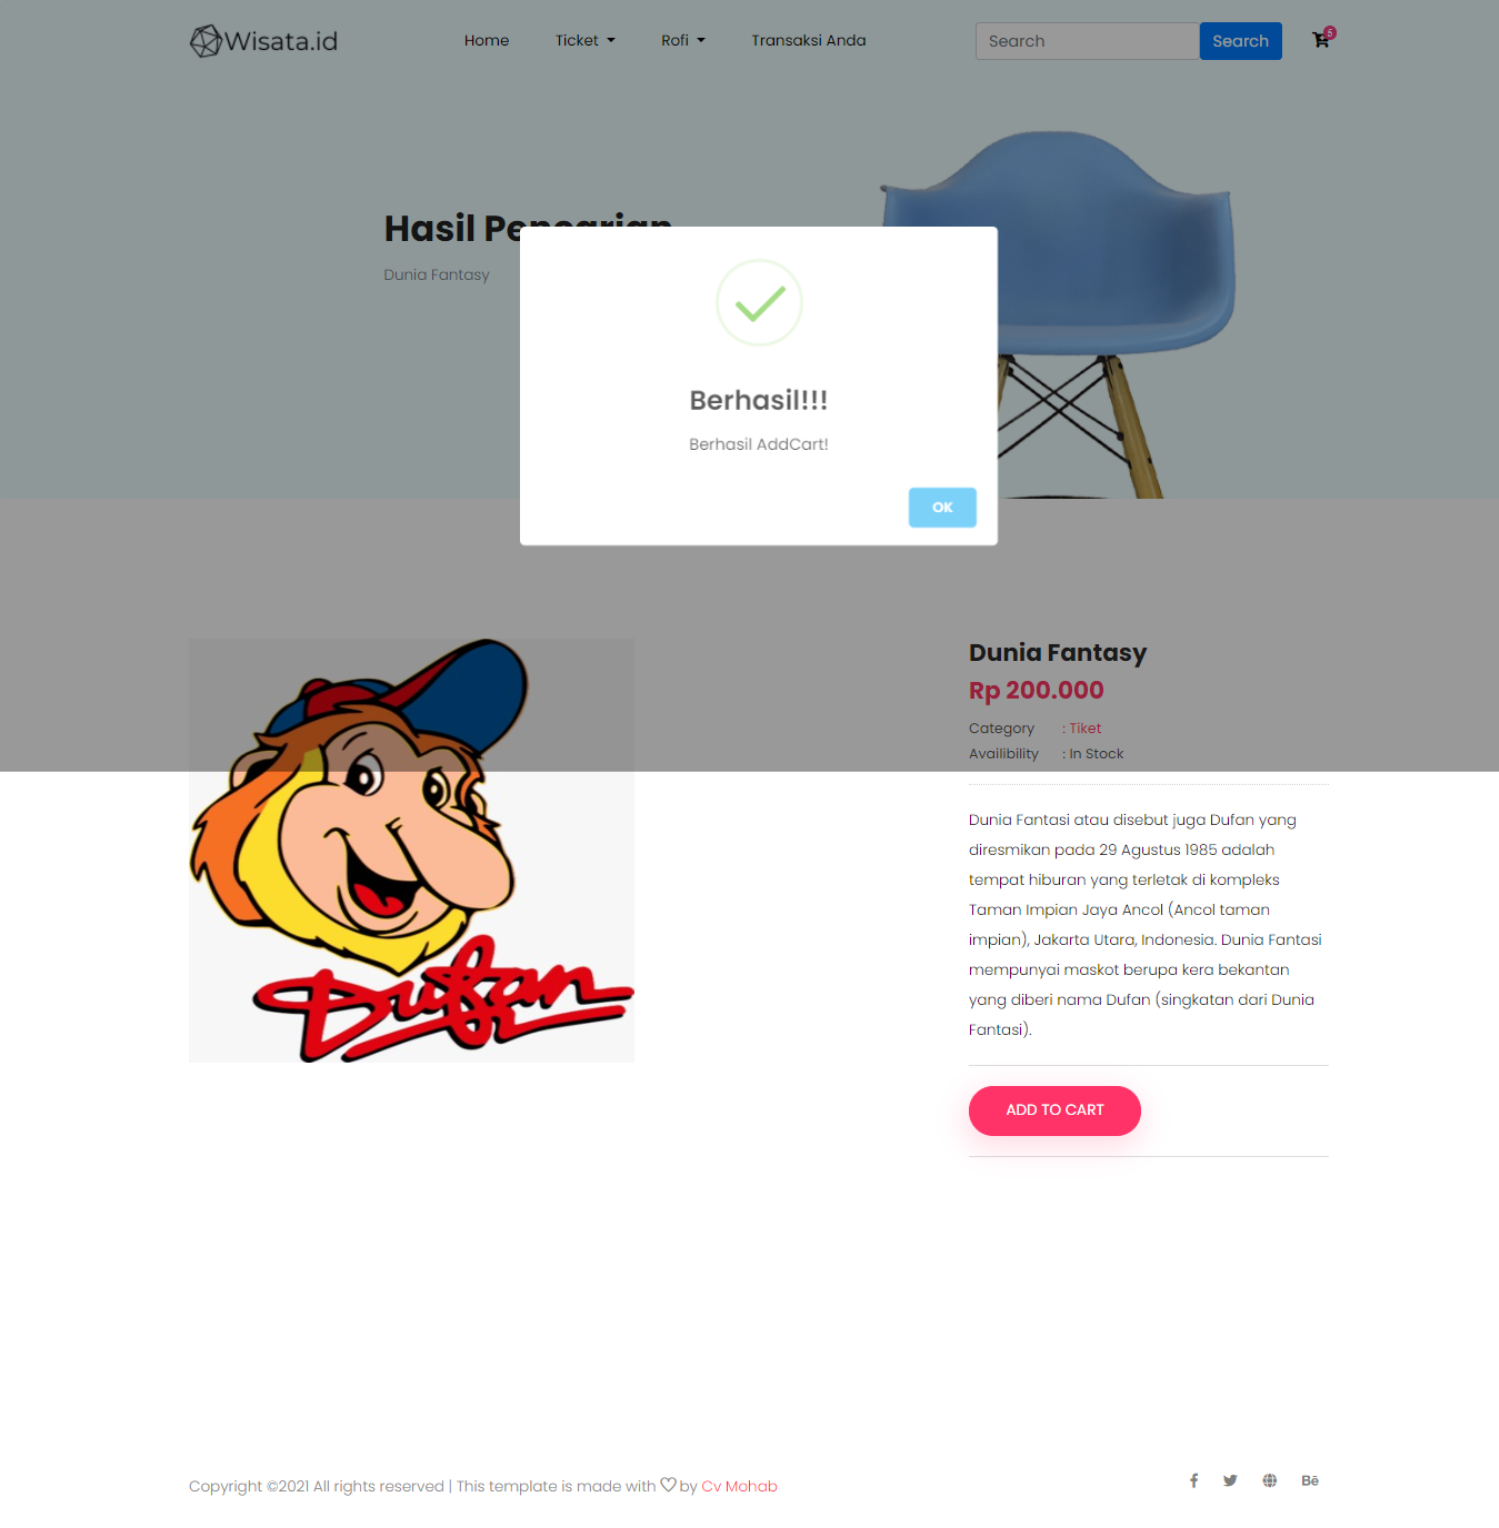 Wisata.id
Home
Ticket
Rofi
Transaksi Anda
Search
Search
5
Hasil Pencarian
Dunia Fantasy
Berhasil!!!
Berhasil AddCart!
OK
Dufan
Dunia Fantasy
Rp 200.000
Category : Tiket
Availibility : In Stock
Dunia Fantasi atau disebut juga Dufan yang
diresmikan pada 29 Agustus 1985 adalah
tempat hiburan yang terletak di kompleks
Taman Impian Jaya Ancol (Ancol taman
impian), Jakarta Utara, Indonesia. Dunia Fantasi
mempunyai maskot berupa kera bekantan
yang diberi nama Dufan (singkatan dari Dunia
Fantasi).
ADD TO CART
Copyright ©2021 All rights reserved | This template is made with ♡ by Cv Mohab
Bē